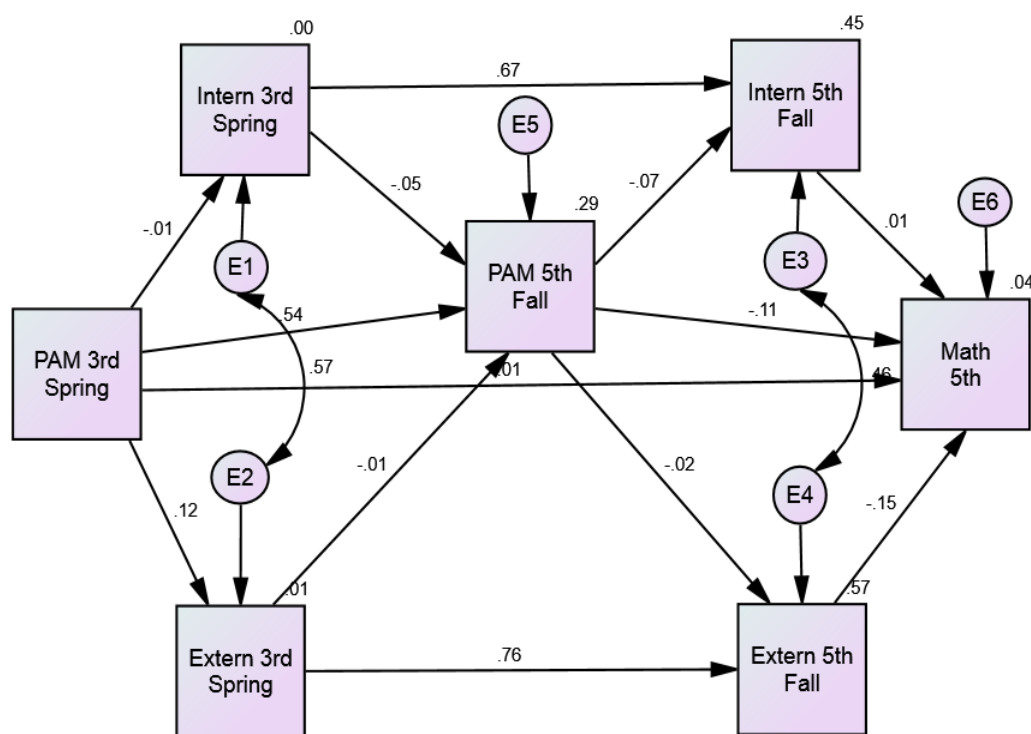 .00
.45
Intern 3rd
Spring
.67
Intern 5th
Fall
E5
-.05
-.07
E6
.29
-.01
E1
PAM 5th
Fall
E3
.01
.04
.54
-.11
PAM 3rd
Spring
.57
.01
.46
Math
5th
E2
-.01
-.02
E4
.12
-.15
.01
.57
Extern 3rd
Spring
.76
Extern 5th
Fall